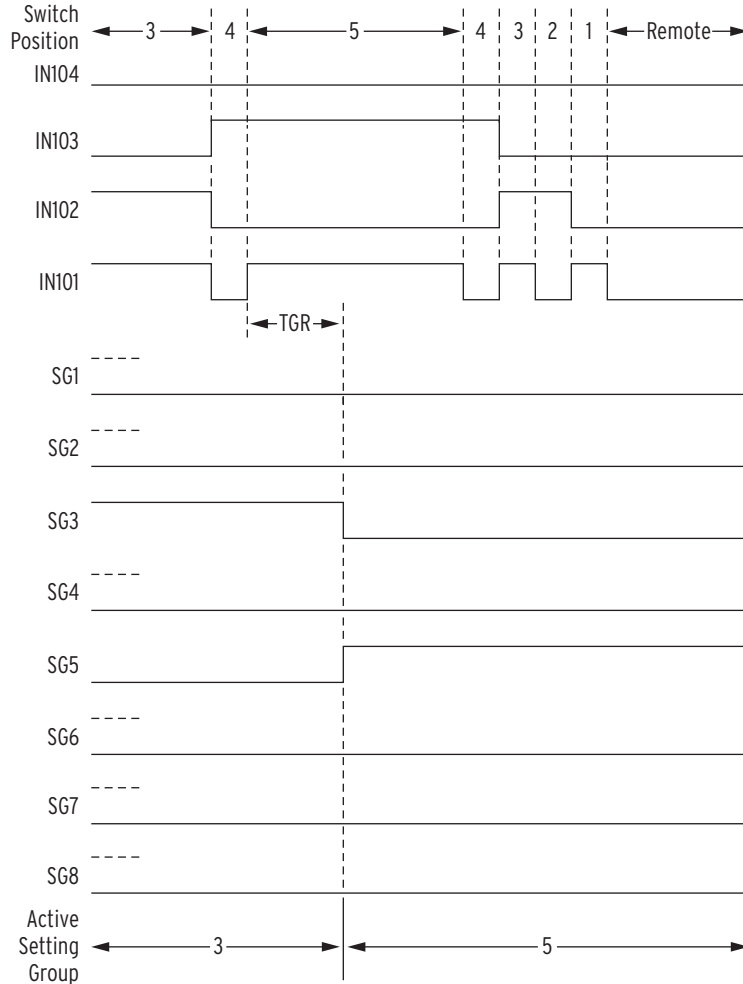 Switch
Position
3 4 5 4 3 2 1 Remote
IN104
IN103
IN102
IN101
TGR
SG1
SG2
SG3
SG4
SG5
SG6
SG7
SG8
Active
Setting
Group
3 5